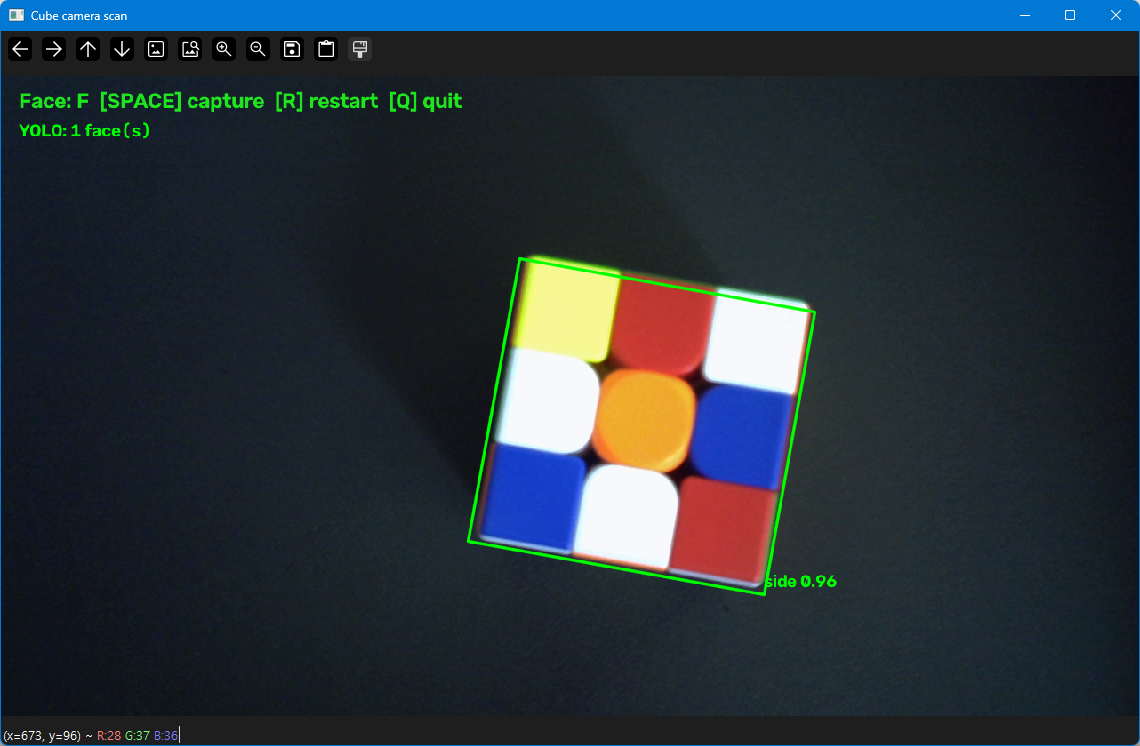 Cube camera scan
Face: F [SPACE] capture [R] restart [Q] quit
YOLO: 1 face(s)
side 0.96
(x=673, y=96) ~ R:28 G:37 B:36